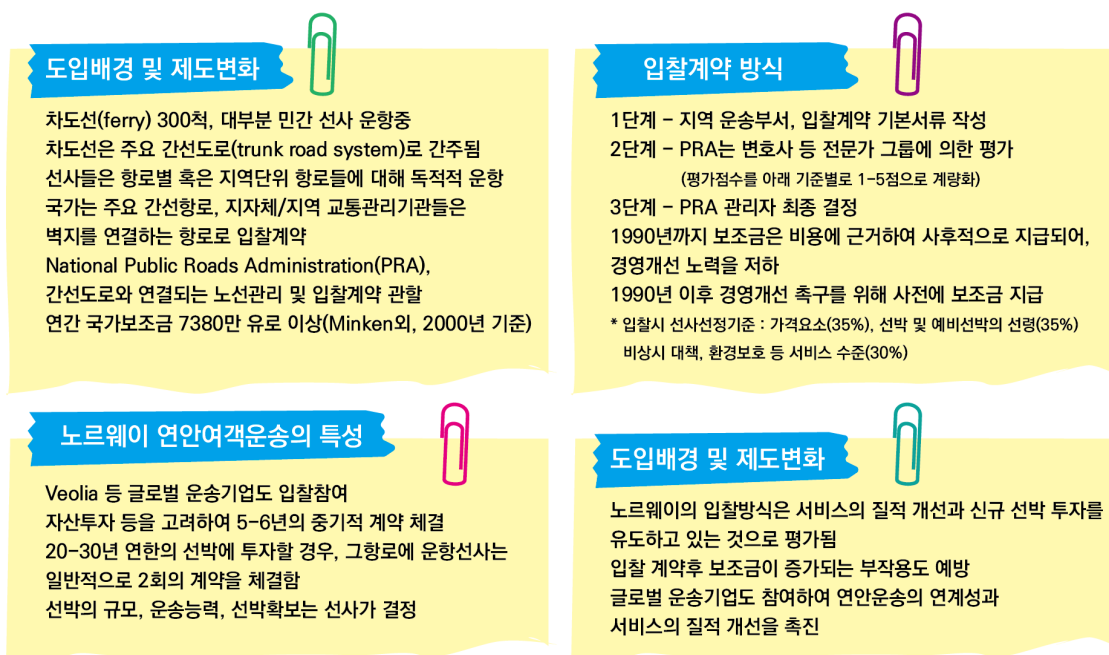 도입배경 및 제도변화
차도선(ferry) 300척, 대부분 민간 선사 운항중
차도선은 주요 간선도로(trunk road system)로 간주됨
선사들은 항로별 혹은 지역단위 항로들에 대해 독적적 운항
국가는 주요 간선항로, 지자체/지역 교통관리기관들은
벽지를 연결하는 항로로 입찰계약
National Public Roads Administration(PRA),
간선도로와 연결되는 노선관리 및 입찰계약 관할
연간 국가보조금 7380만 유로 이상(Minken외, 2000년 기준)
입찰계약 방식
1단계 - 지역 운송부서, 입찰계약 기본서류 작성
2단계 - PRA는 변호사 등 전문가 그룹에 의한 평가
(평가점수를 아래 기준별로 1-5점으로 계량화)
3단계 - PRA 관리자 최종 결정
1990년까지 보조금은 비용에 근거하여 사후적으로 지급되어,
경영개선 노력을 저하
1990년 이후 경영개선 촉구를 위해 사전에 보조금 지급
* 입찰시 선사선정기준 : 가격요소(35%), 선박 및 예비선박의 선령(35%)
비상시 대책, 환경보호 등 서비스 수준(30%)
노르웨이 연안여객운송의 특성
Veolia 등 글로벌 운송기업도 입찰참여
자산투자 등을 고려하여 5-6년의 중기적 계약 체결
20-30년 연한의 선박에 투자할 경우, 그항로에 운항선사는
일반적으로 2회의 계약을 체결함
선박의 규모, 운송능력, 선박확보는 선사가 결정
도입배경 및 제도변화
노르웨이의 입찰방식은 서비스의 질적 개선과 신규 선박 투자를
유도하고 있는 것으로 평가됨
입찰 계약후 보조금이 증가되는 부작용도 예방
글로벌 운송기업도 참여하여 연안운송의 연계성과
서비스의 질적 개선을 촉진